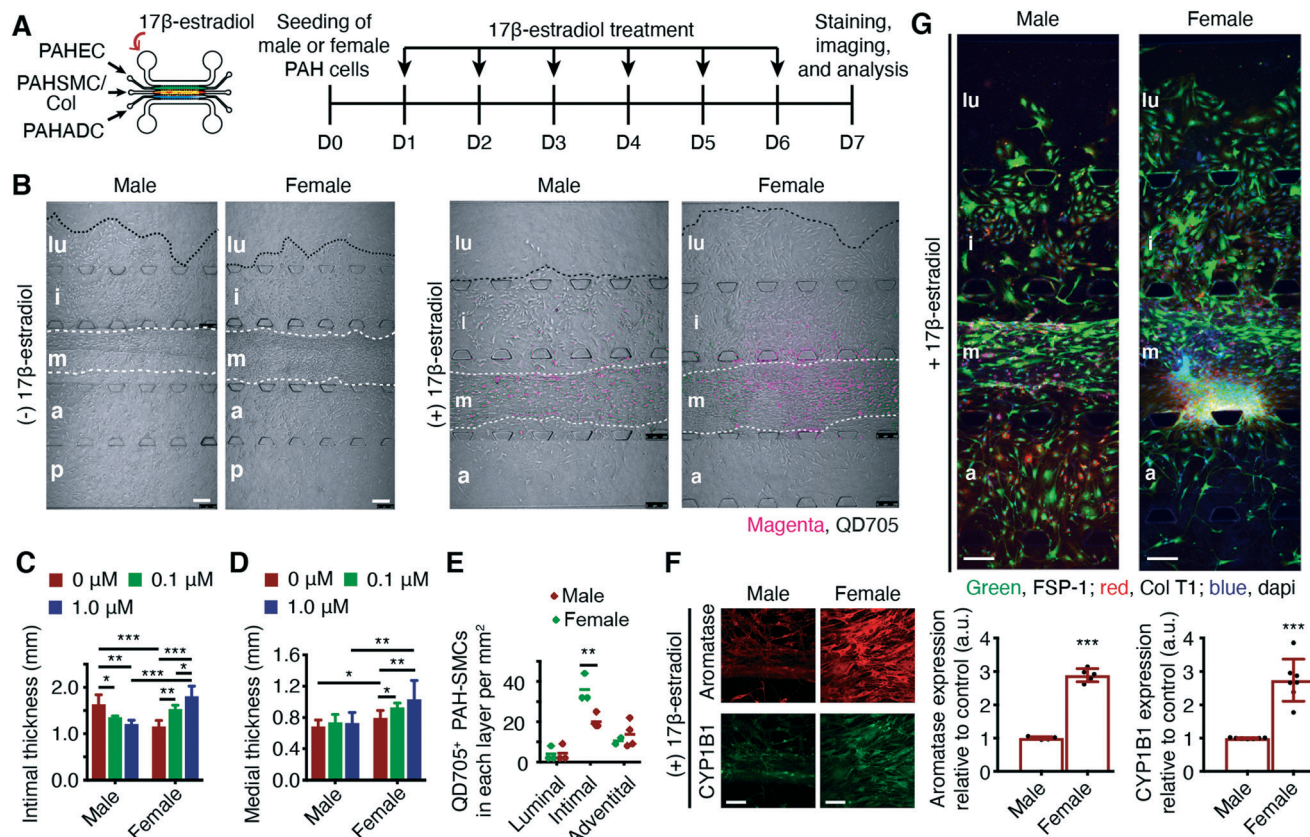 A
17β-estradiol
PAHEC
PAHSMC/
Col
PAHADC
Seeding of
male or female
PAH cells
17β-estradiol treatment
Staining,
imaging,
and analysis
D0 D1 D2 D3 D4 D5 D6 D7
B
Male Female
(-) 17β-estradiol
lu
i
m
a
p
lu
i
m
a
p
Male Female
(+) 17β-estradiol
lu
i
m
a
lu
i
m
a
Magenta, QD705
C
0 μM 0.1 μM
1.0 μM
Intimal thickness (mm)
2.0
1.0
0.0
***
**
*
***
***
*
**
Male
Female
D
0 μM 0.1 μM
1.0 μM
Medial thickness (mm)
1.6
1.2
0.8
0.4
0.0
**
**
*
*
Male
Female
E
Male
Female
QD705+ PAH-SMCs
in each layer per mm2
40
20
0
**
Luminal
Intimal
Adventital
F
Male Female
(+) 17β-estradiol
Aromatase
CYP1B1
Aromatase expression
relative to control (a.u.)
4
3
2
1
0
***
Male
Female
CYP1B1 expression
relative to control (a.u.)
4
3
2
1
0
***
Male
Female
G
Male Female
+ 17β-estradiol
lu
i
m
a
lu
i
m
a
Green, FSP-1; red, Col T1; blue, dapi